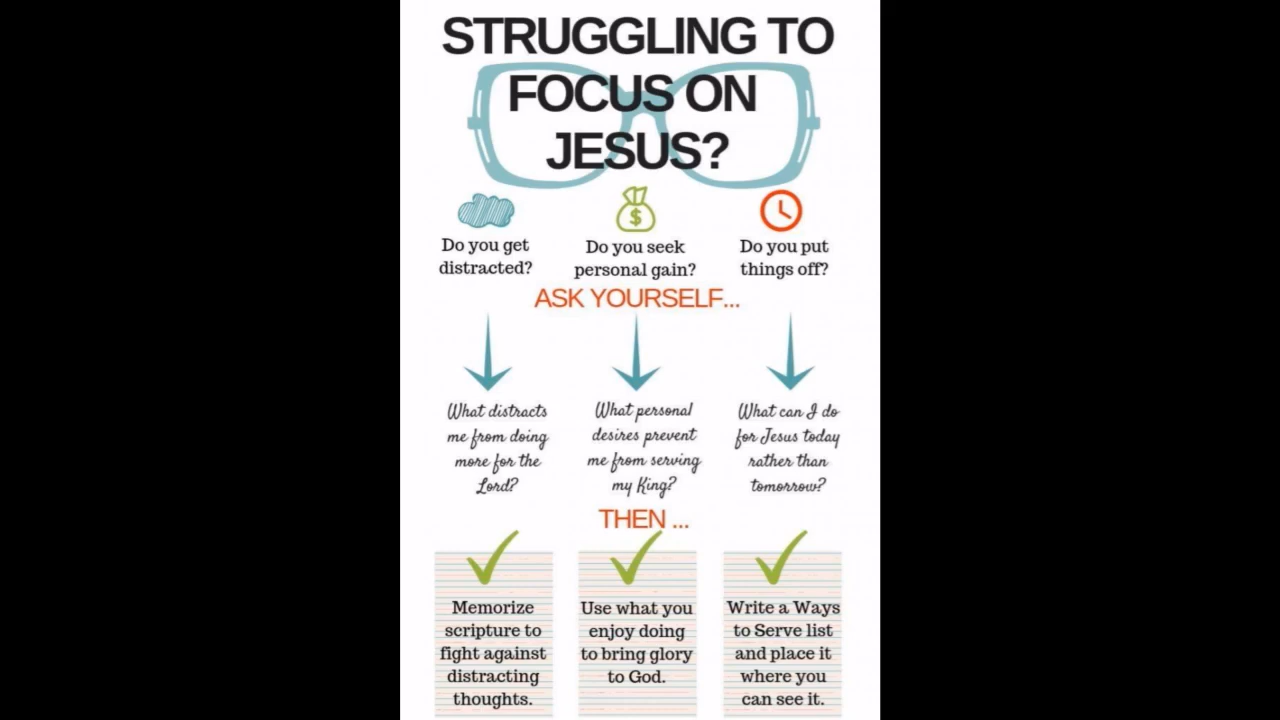 STRUGGLING TO
FOCUS ON
JESUS?
$
Do you get
distracted?
Do you seek
personal gain?
Do you put
things off?
ASK YOURSELF...
What distracts
me from doing
more for the
Lord?
What personal
desires prevent
me from serving
my King?
What can I do
for Jesus today
rather than
tomorrow?
THEN ...
Memorize
scripture to
fight against
distracting
thoughts.
Use what you
enjoy doing
to bring glory
to God.
Write a Ways
to Serve list
and place it
where you
can see it.